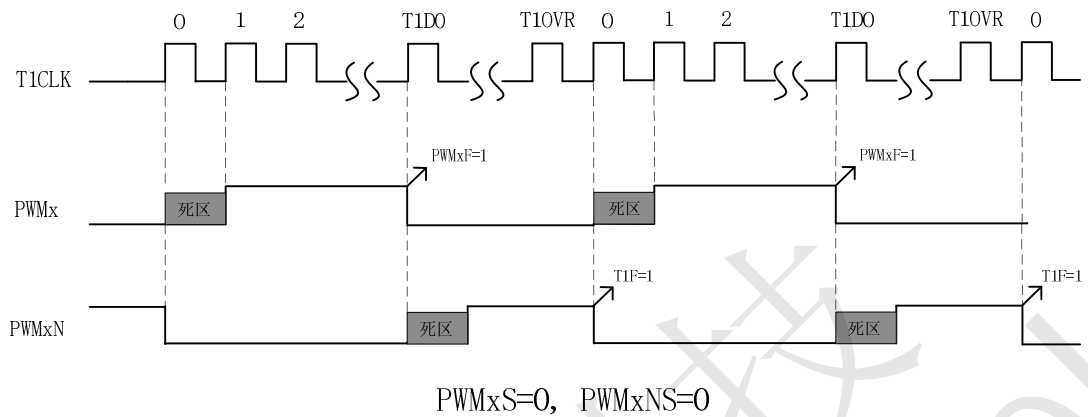 0 1 2 T1DO T1OVR 0 1 2 T1DO T1OVR 0
T1CLK
PWMxF=1 PWMxF=1
PWMx 死区 死区
T1F=1 T1F=1
PWMxN 死区 死区
PWMxS=0, PWMxNS=0